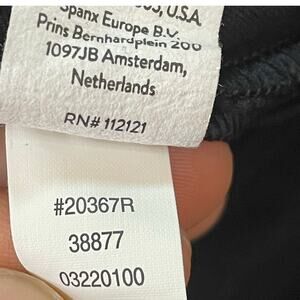 U.S.A
Spanx Europe B.V.
Prins Bernhardplein 200
1097JB Amsterdam,
Netherlands
RN# 112121
#20367R
38877
03220100